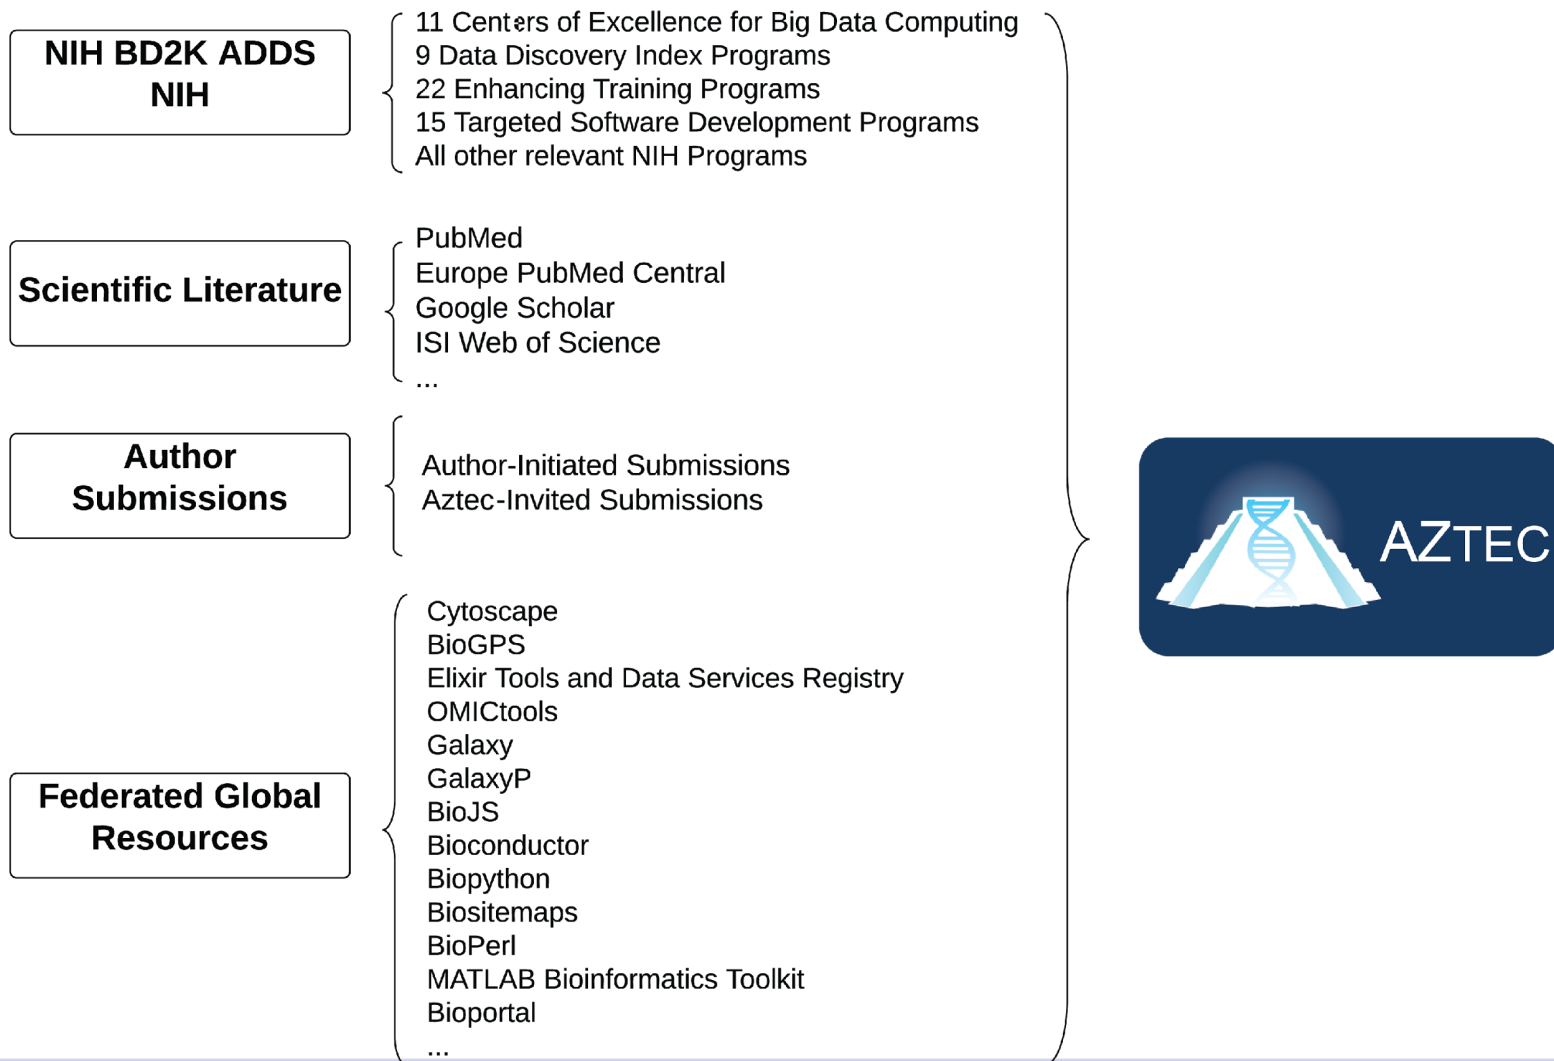 NIH BD2K ADDS
NIH
11 Centers of Excellence for Big Data Computing
9 Data Discovery Index Programs
22 Enhancing Training Programs
15 Targeted Software Development Programs
All other relevant NIH Programs
Scientific Literature
PubMed
Europe PubMed Central
Google Scholar
ISI Web of Science
...
Author
Submissions
Author-Initiated Submissions
Aztec-Invited Submissions
Federated Global
Resources
Cytoscape
BioGPS
Elixir Tools and Data Services Registry
OMICtools
Galaxy
GalaxyP
BioJS
Bioconductor
Biopython
Biositemaps
BioPerl
MATLAB Bioinformatics Toolkit
Bioportal
...
AZTEC